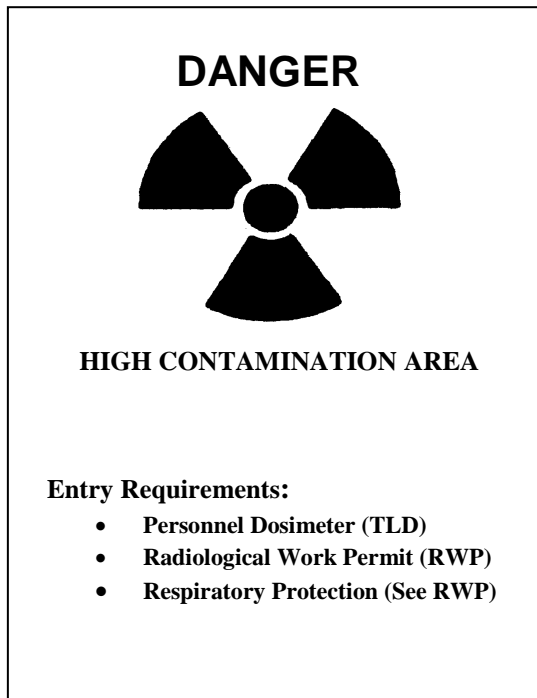 DANGER
HIGH CONTAMINATION AREA
Entry Requirements:
• Personnel Dosimeter (TLD)
• Radiological Work Permit (RWP)
• Respiratory Protection (See RWP)